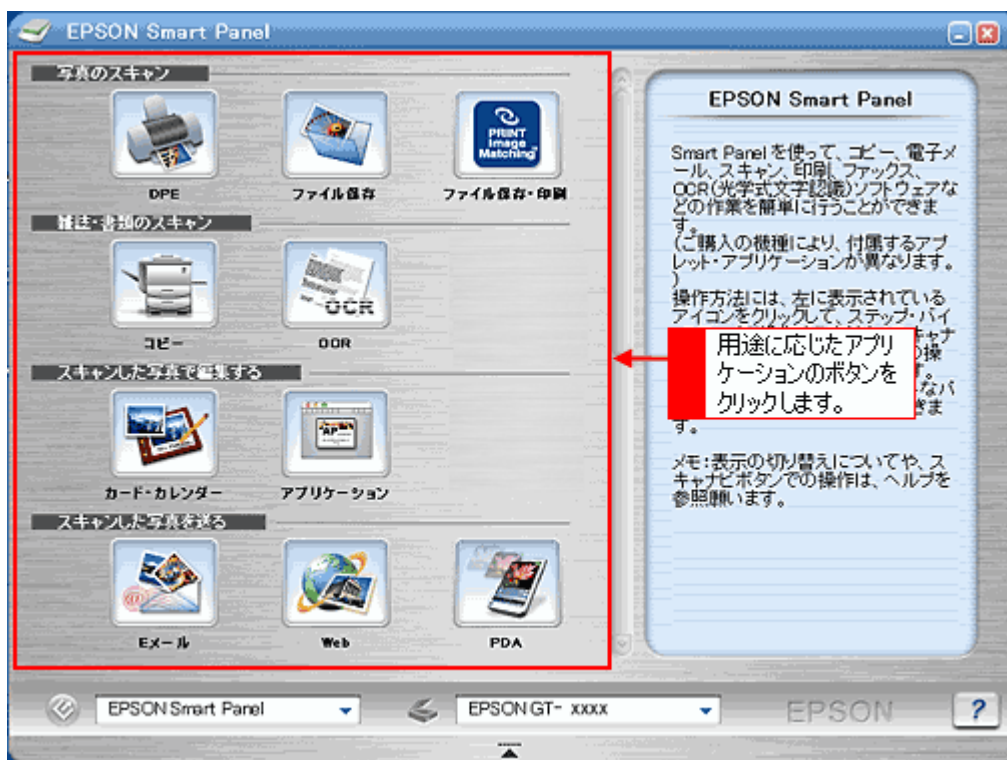 EPSON Smart Panel
写真のスキャン
PRINT
Image
Matching
DPE
ファイル保存
ファイル保存・印刷
雑誌・書類のスキャン
OCR
コピー
OCR
スキャンした写真で編集する
AP
カード・カレンダー
アプリケーション
スキャンした写真を送る
@
Eメール
Web
PDA
EPSON Smart Panel
Smart Panel を使って、コピー、電子メ
ール、スキャン、印刷、ファックス、
OCR(光学式文字認識)ソフトウェアな
どの作業を簡単に行うことができま
す。
(ご購入の機種により、付属するアプ
レット・アプリケーションが異なります。
)
操作方法には、左に表示されている
アイコンをクリックして、ステップ・バイ
キャナ
の操
す。
なパ
きま
す。
用途に応じたアプリ
ケーションのボタンを
クリックします。
メモ:表示の切り替えについてや、ス
キャナビボタンでの操作は、ヘルプを
参照願います。
EPSON Smart Panel
EPSON GT- xxxx
EPSON
?